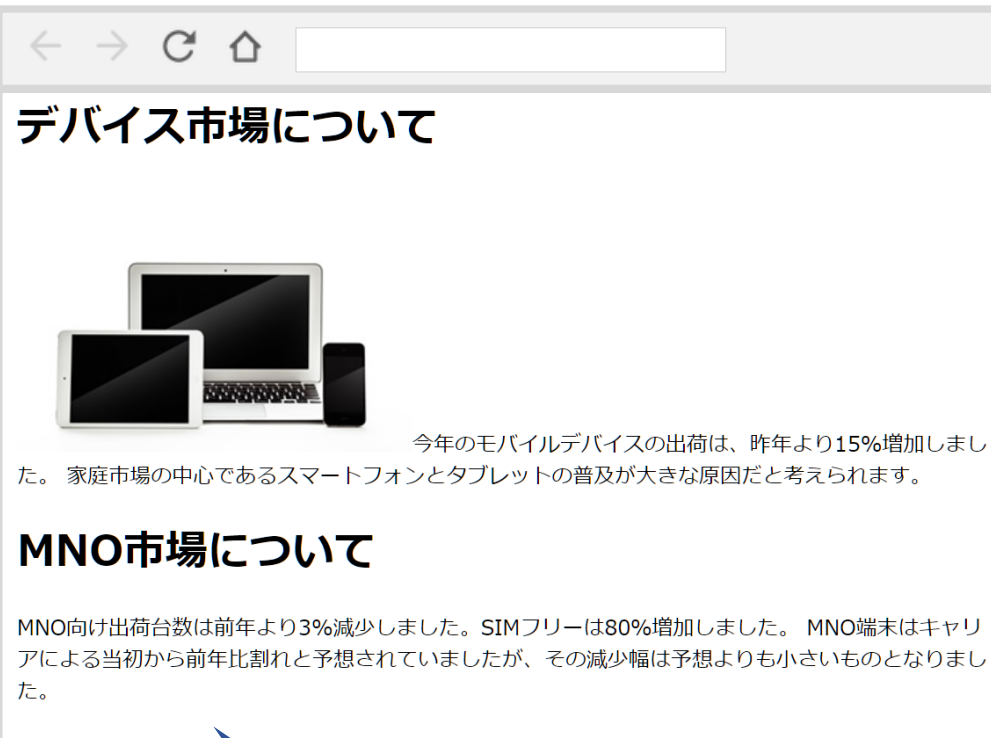 デバイス市場について
今年のモバイルデバイスの出荷は、昨年より15%増加しまし
た。 家庭市場の中心であるスマートフォンとタブレットの普及が大きな原因だと考えられます。
MNO市場について
MNO向け出荷台数は前年より3%減少しました。SIMフリーは80%増加しました。 MNO端末はキャリ
アによる当初から前年比割れと予想されていましたが、その減少幅は予想よりも小さいものとなりまし
た。